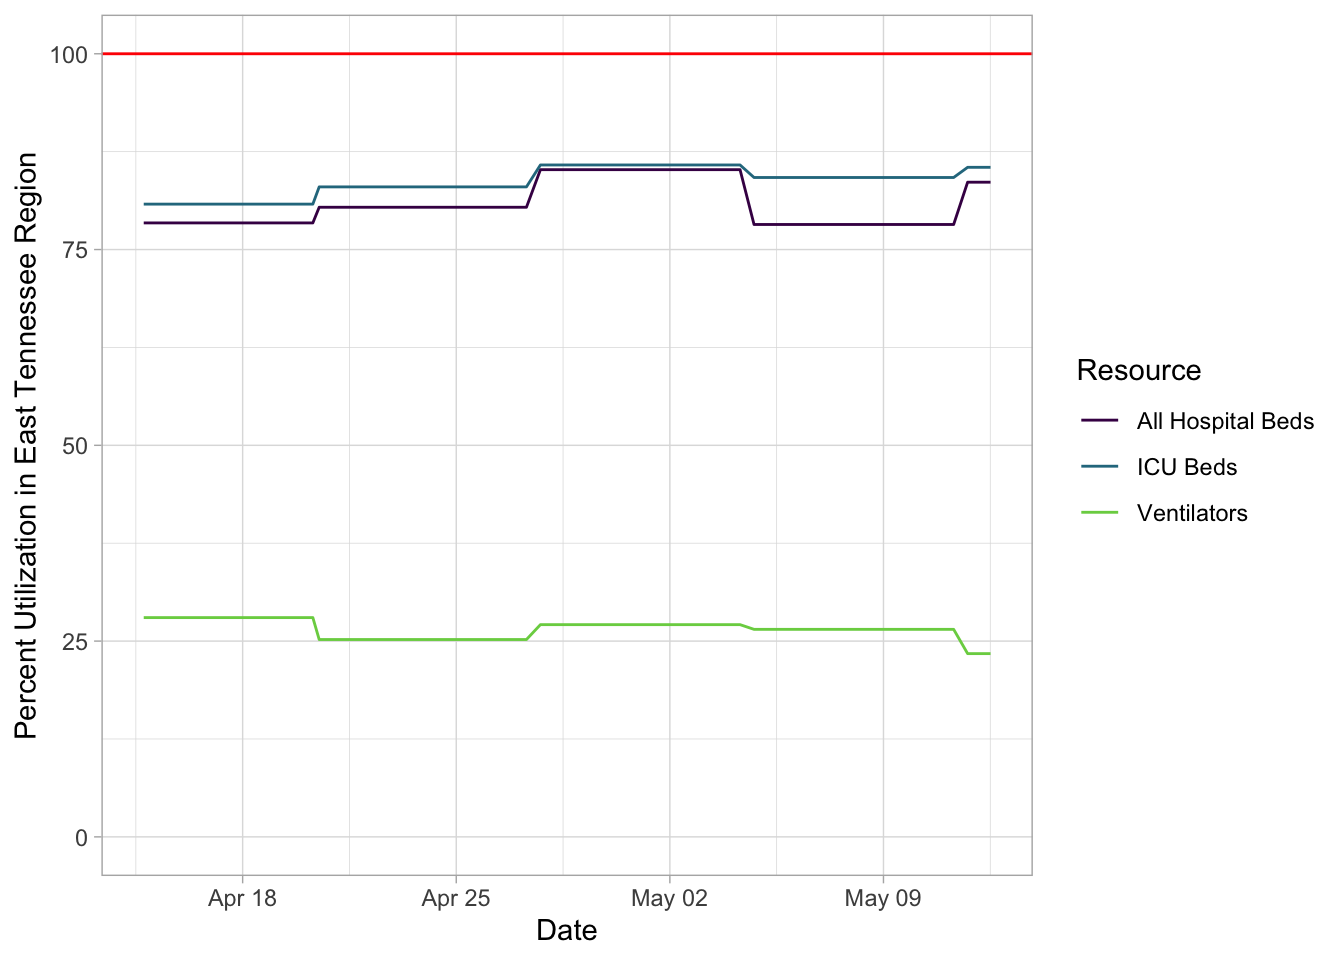 Percent Utilization in East Tennessee Region
100
75
50
25
0
Apr 18
Apr 25
May 02
May 09
Date
Resource
All Hospital Beds
ICU Beds
Ventilators